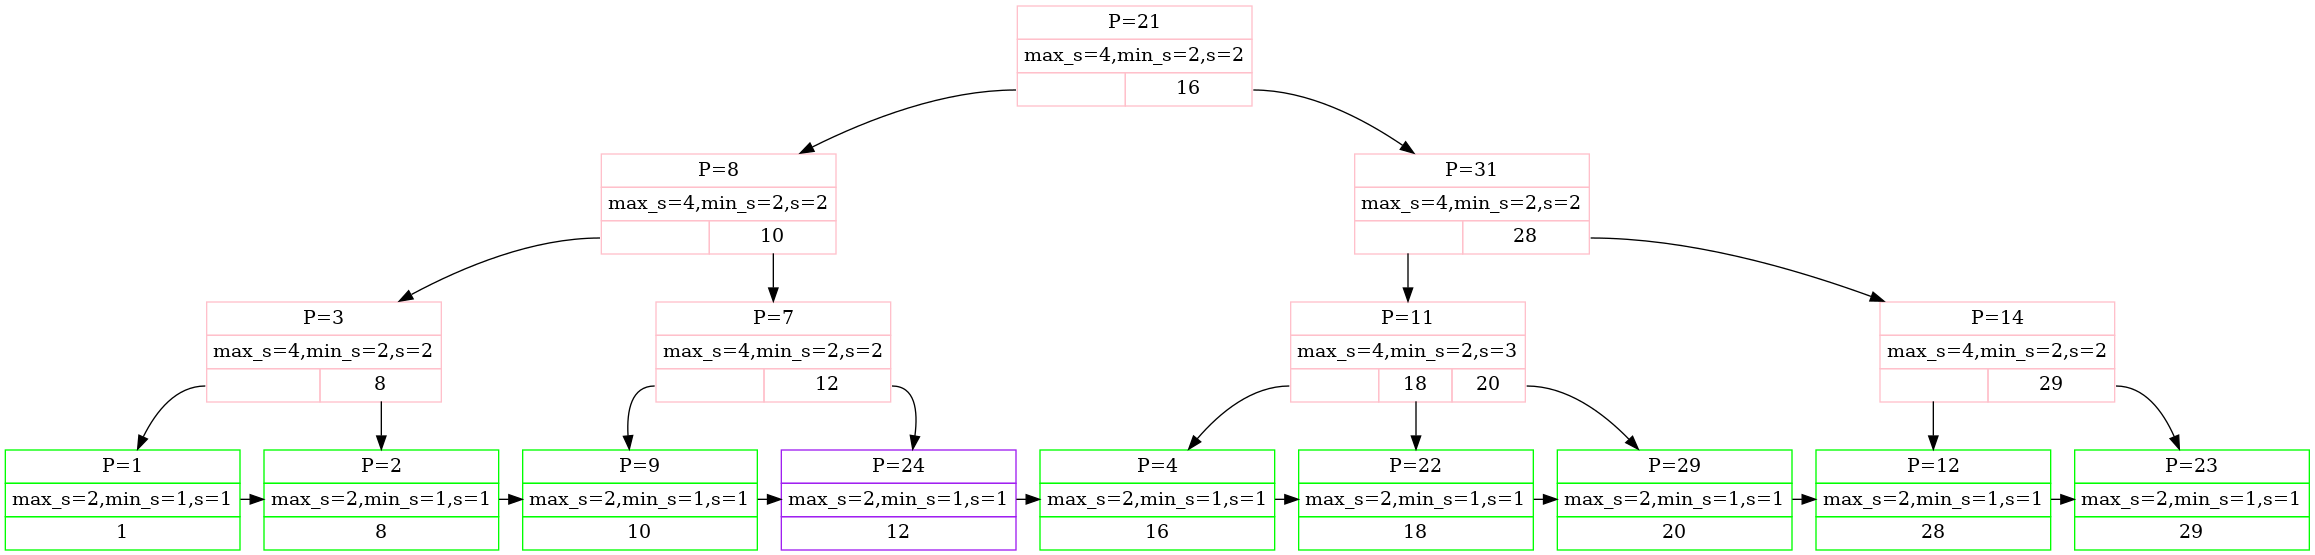 P=21
max_s=4,min_s=2,s=2
16
P=8
max_s=4,min_s=2,s=2
10
P=31
max_s=4,min_s=2,s=2
28
P=3
max_s=4,min_s=2,s=2
8
P=7
max_s=4,min_s=2,s=2
12
P=11
max_s=4,min_s=2,s=3
18 20
P=14
max_s=4,min_s=2,s=2
29
P=1
max_s=2,min_s=1,s=1
1
P=2
max_s=2,min_s=1,s=1
8
P=9
max_s=2,min_s=1,s=1
10
P=24
max_s=2,min_s=1,s=1
12
P=4
max_s=2,min_s=1,s=1
16
P=22
max_s=2,min_s=1,s=1
18
P=29
max_s=2,min_s=1,s=1
20
P=12
max_s=2,min_s=1,s=1
28
P=23
max_s=2,min_s=1,s=1
29